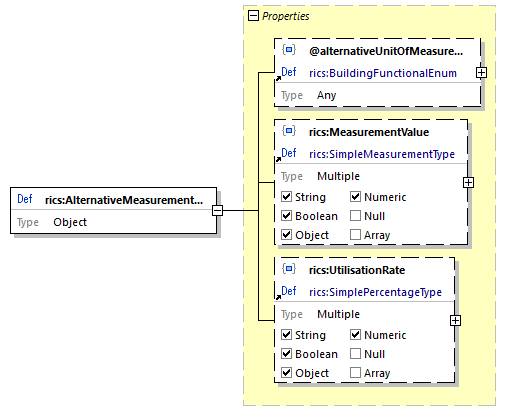 Properties
@alternativeUnitOfMeasure...
Def rics:BuildingFunctionalEnum
Type Any
rics:MeasurementValue
Def rics:SimpleMeasurementType
Type Multiple
String Numeric
Boolean Null
Object Array
Def rics:AlternativeMeasurement...
Type Object
rics:UtilisationRate
Def rics:SimplePercentageType
Type Multiple
String Numeric
Boolean Null
Object Array